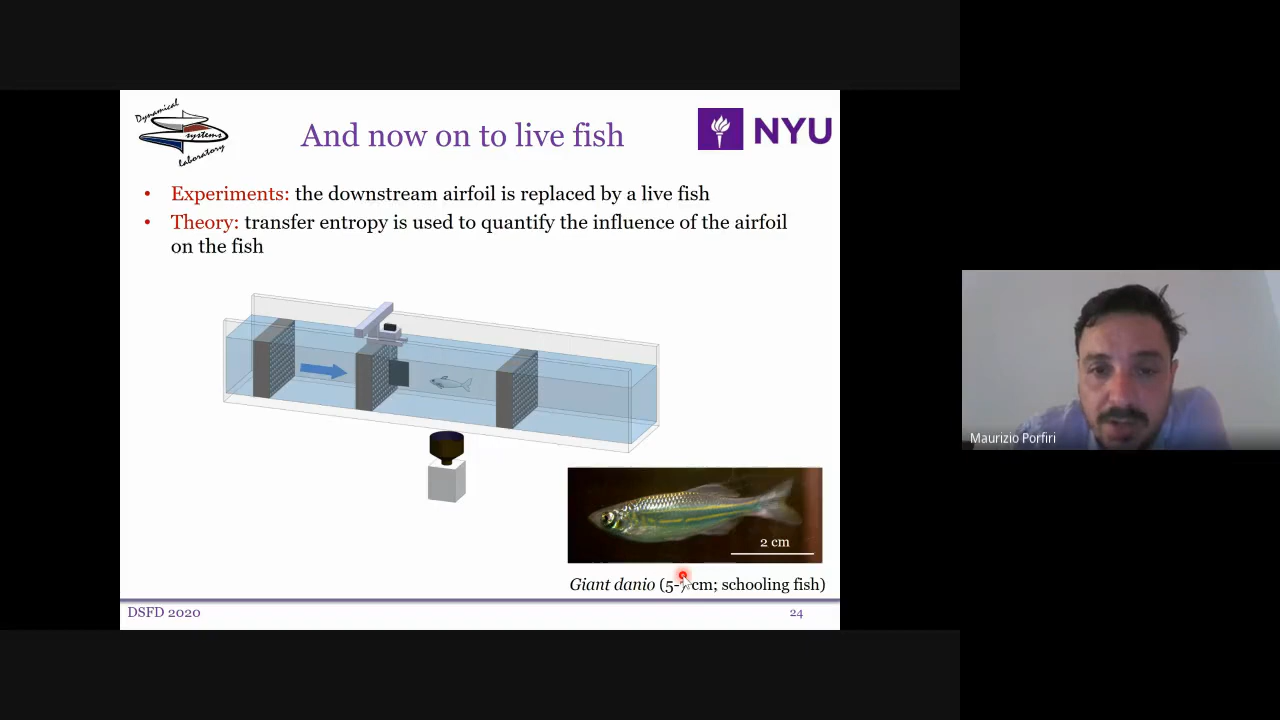 Dynamical
systems
Laboratory
And now on to live fish
NYU
• Experiments: the downstream airfoil is replaced by a live fish
• Theory: transfer entropy is used to quantify the influence of the airfoil
on the fish
Maurizio Porfiri
2 cm
Giant danio (5-7 cm; schooling fish)
DSFD 2020
24